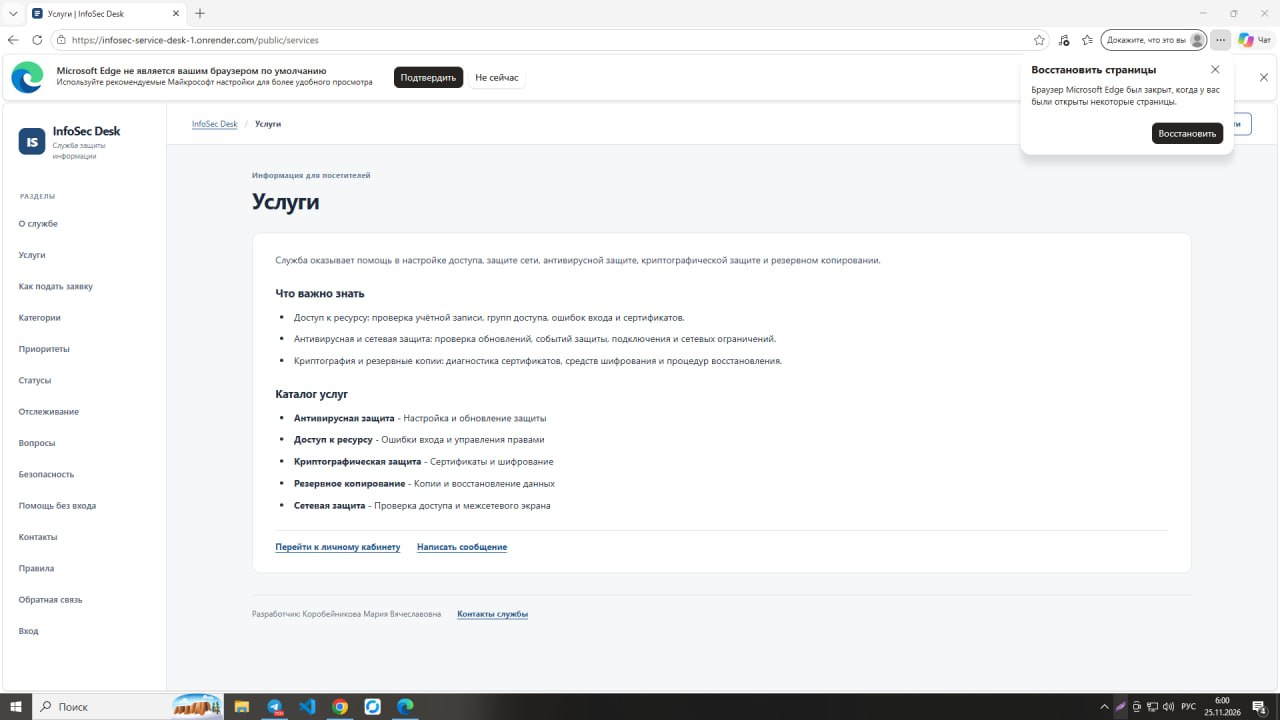 Услуги | InfoSec Desk
https://infosec-service-desk-1.onrender.com/public/services
Докажите, что это вы
Чат
Microsoft Edge не является вашим браузером по умолчанию
Используйте рекомендуемые Майкрософт настройки для более удобного просмотра
Подтвердить
Не сейчас
Восстановить страницы
Браузер Microsoft Edge был закрыт, когда у вас
были открыты некоторые страницы.
Восстановить
IS
InfoSec Desk
Служба защиты
информации
InfoSec Desk / Услуги
РАЗДЕЛЫ
О службе
Услуги
Как подать заявку
Категории
Приоритеты
Статусы
Отслеживание
Вопросы
Безопасность
Помощь без входа
Контакты
Правила
Обратная связь
Вход
Информация для посетителей
Услуги
Служба оказывает помощь в настройке доступа, защите сети, антивирусной защите, криптографической защите и резервном копировании.
Что важно знать
Доступ к ресурсу: проверка учётной записи, групп доступа, ошибок входа и сертификатов.
Антивирусная и сетевая защита: проверка обновлений, событий защиты, подключения и сетевых ограничений.
Криптография и резервные копии: диагностика сертификатов, средств шифрования и процедур восстановления.
Каталог услуг
Антивирусная защита - Настройка и обновление защиты
Доступ к ресурсу - Ошибки входа и управления правами
Криптографическая защита - Сертификаты и шифрование
Резервное копирование - Копии и восстановление данных
Сетевая защита - Проверка доступа и межсетевого экрана
Перейти к личному кабинету Написать сообщение
Разработчик: Коробейникова Мария Вячеславовна Контакты службы
Поиск
РУС
6:00
25.11.2026